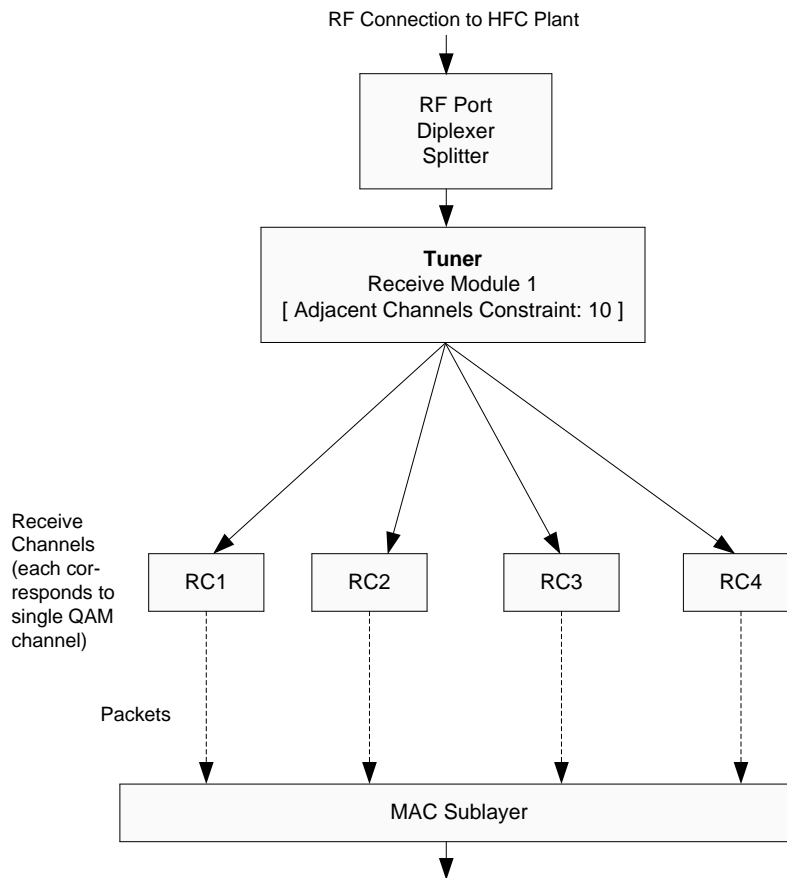 RF Connection to HFC Plant
RF Port
Diplexer
Splitter
Tuner
Receive Module 1
[ Adjacent Channels Constraint: 10 ]
Receive
Channels
(each cor-
responds to
single QAM
channel)
RC1
RC2
RC3
RC4
Packets
MAC Sublayer